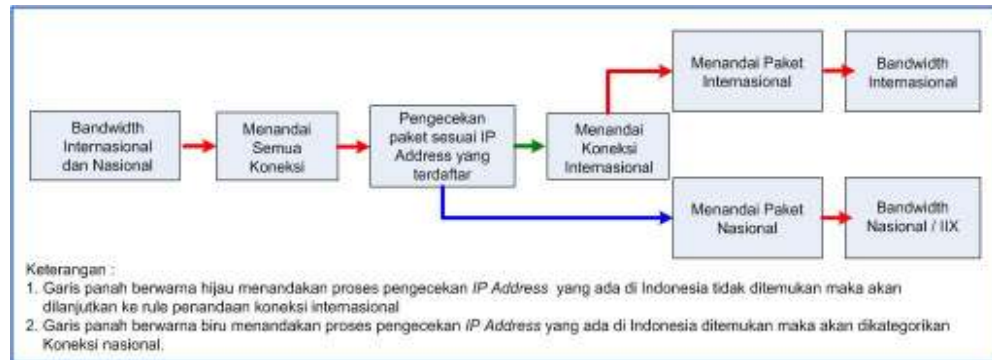 Bandwidth
Internasional
dan Nasional
Menandai
Semua
Koneksi
Pengecekan
paket sesuai IP
Address yang
terdaftar
Menandai
Koneksi
Internasional
Menandai Paket
Internasional
Bandwidth
Internasional
Menandai Paket
Nasional
Bandwidth
Nasional / IIX
Keterangan :
1. Garis panah berwarna hijau menandakan proses pengecekan IP Address yang ada di Indonesia tidak ditemukan maka akan
dilanjutkan ke rule penandaan koneksi internasional
2. Garis panah berwarna biru menandakan proses pengecekan IP Address yang ada di Indonesia ditemukan maka akan dikategorikan
Koneksi nasional.